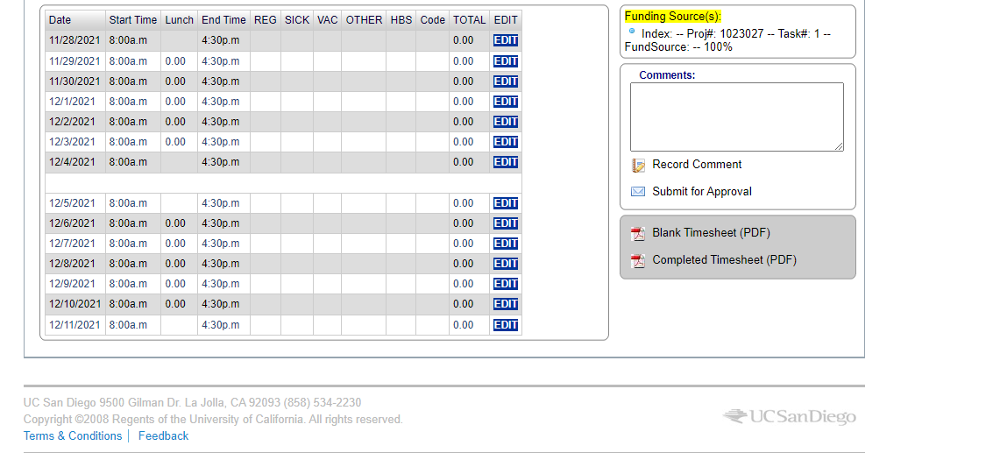 Date Start Time Lunch End Time REG SICK VAC OTHER HBS Code TOTAL EDIT
11/28/2021 8:00a.m 4:30p.m 0.00 EDIT
11/29/2021 8:00a.m 0.00 4:30p.m 0.00 EDIT
11/30/2021 8:00a.m 0.00 4:30p.m 0.00 EDIT
12/1/2021 8:00a.m 0.00 4:30p.m 0.00 EDIT
12/2/2021 8:00a.m 0.00 4:30p.m 0.00 EDIT
12/3/2021 8:00a.m 0.00 4:30p.m 0.00 EDIT
12/4/2021 8:00a.m 4:30p.m 0.00 EDIT
12/5/2021 8:00a.m 4:30p.m 0.00 EDIT
12/6/2021 8:00a.m 0.00 4:30p.m 0.00 EDIT
12/7/2021 8:00a.m 0.00 4:30p.m 0.00 EDIT
12/8/2021 8:00a.m 0.00 4:30p.m 0.00 EDIT
12/9/2021 8:00a.m 0.00 4:30p.m 0.00 EDIT
12/10/2021 8:00a.m 0.00 4:30p.m 0.00 EDIT
12/11/2021 8:00a.m 4:30p.m 0.00 EDIT
Funding Source(s):
Index: -- Proj#: 1023027 -- Task#: 1 --
FundSource: -- 100%
Comments:
Record Comment
Submit for Approval
Blank Timesheet (PDF)
Completed Timesheet (PDF)
UC San Diego 9500 Gilman Dr. La Jolla, CA 92093 (858) 534-2230
Copyright ©2008 Regents of the University of California. All rights reserved.
Terms & Conditions | Feedback
UC San Diego